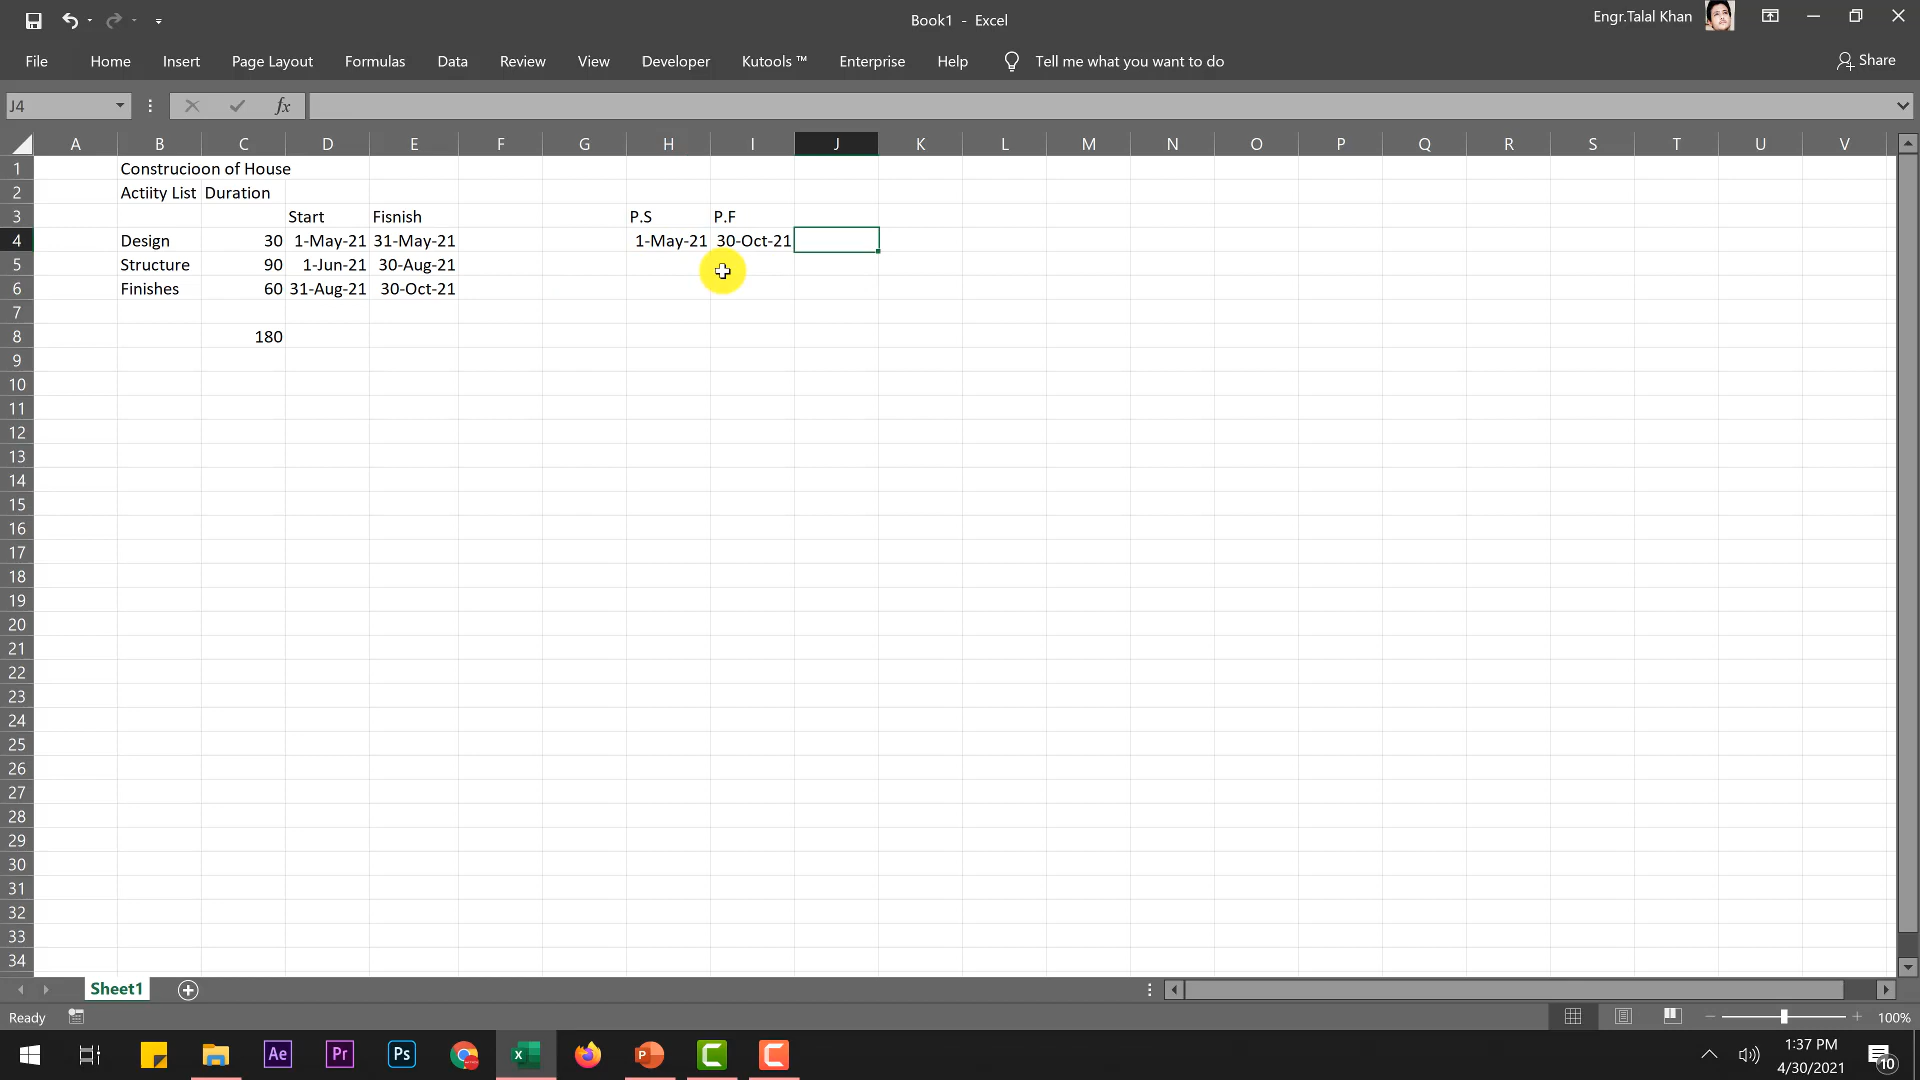 Book1 - Excel
Engr.Talal Khan
File Home Insert Page Layout Formulas Data Review View Developer Kutools ™ Enterprise Help Tell me what you want to do Share
J4 fx
A B C D E F G H I J K L M N O P Q R S T U V
1 Construcioon of House
2 Actiity List Duration
3 Start Fisnish P.S P.F
4 Design 30 1-May-21 31-May-21 1-May-21 30-Oct-21
5 Structure 90 1-Jun-21 30-Aug-21
6 Finishes 60 31-Aug-21 30-Oct-21
7
8 180
9
10
11
12
13
14
15
16
17
18
19
20
21
22
23
24
25
26
27
28
29
30
31
32
33
34
Sheet1
Ready 100%
Ae Pr Ps
1:37 PM
4/30/2021
10